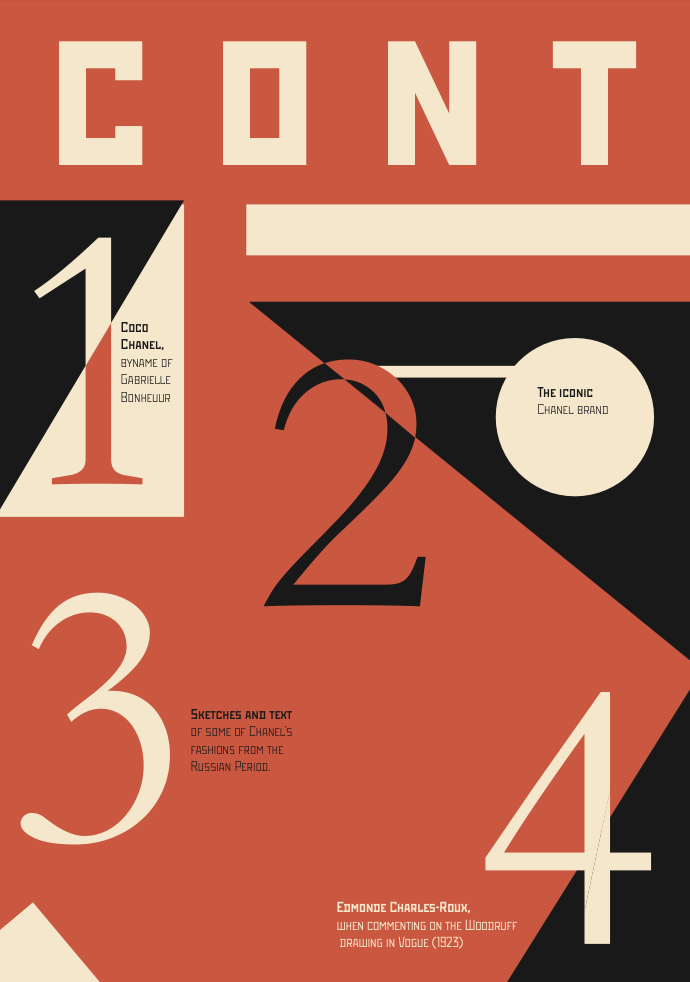 CONT
1
Coco
Chanel,
byname of
Gabrielle
Bonheuur
2
The iconic
Chanel brand
3
Sketches and text
of some of Chanel's
fashions from the
Russian Period.
4
Edmonde Charles-Roux,
when commenting on the Woodruff
drawing in Vogue (1923)